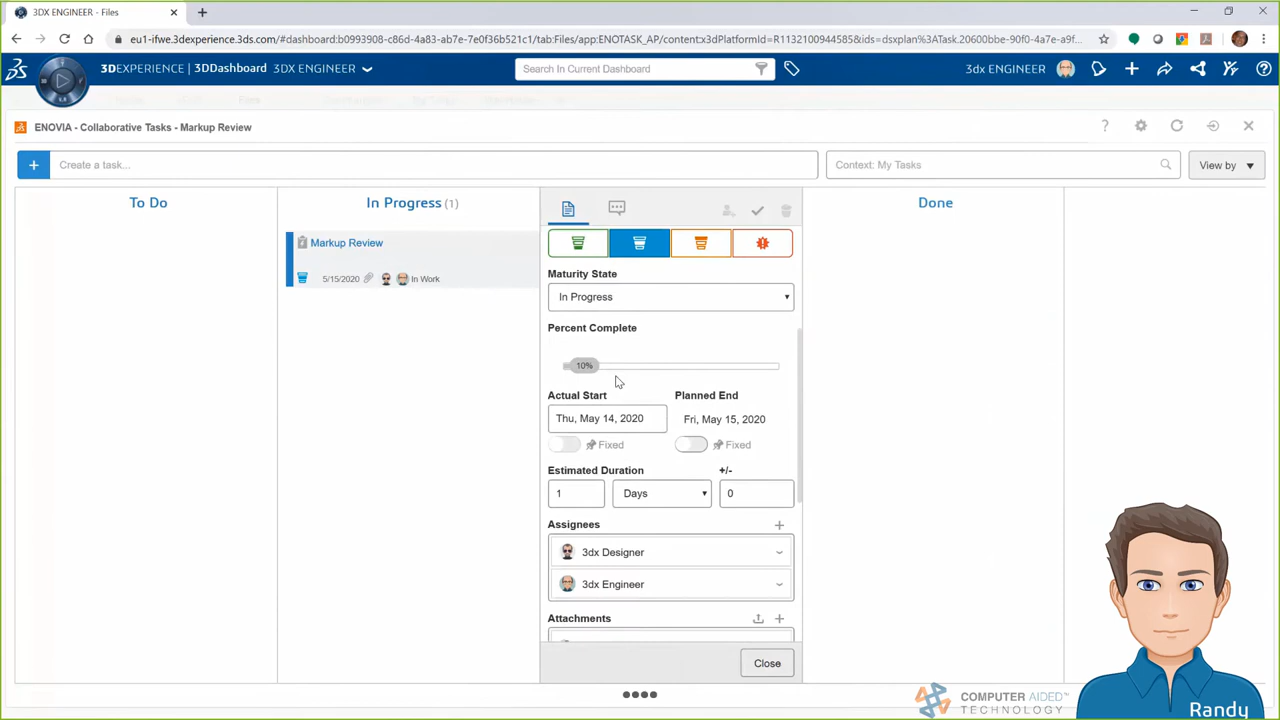 3DX ENGINEER - Files
eu1-ifwe.3dexperience.3ds.com/#dashboard:b0993908-c86d-4a83-ab7e-7e0f36b521c1/tab:Files/app:ENOTASK_AP/content:x3dPlatformId=R1132100944585&ids=dsxplan%3ATask.20600bbe-90f0-4a7e-a9f...
3DEXPERIENCE | 3DDashboard 3DX ENGINEER
Search In Current Dashboard
3dx ENGINEER
ENOVIA - Collaborative Tasks - Markup Review
Create a task...
Context: My Tasks
View by
To Do
In Progress (1)
Done
Markup Review
5/15/2020 In Work
Maturity State
In Progress
Percent Complete
10%
Actual Start Planned End
Thu, May 14, 2020 Fri, May 15, 2020
Fixed Fixed
Estimated Duration +/-
1 Days 0
Assignees
3dx Designer
3dx Engineer
Attachments
Close
COMPUTER AIDED™
TECHNOLOGY
Randy